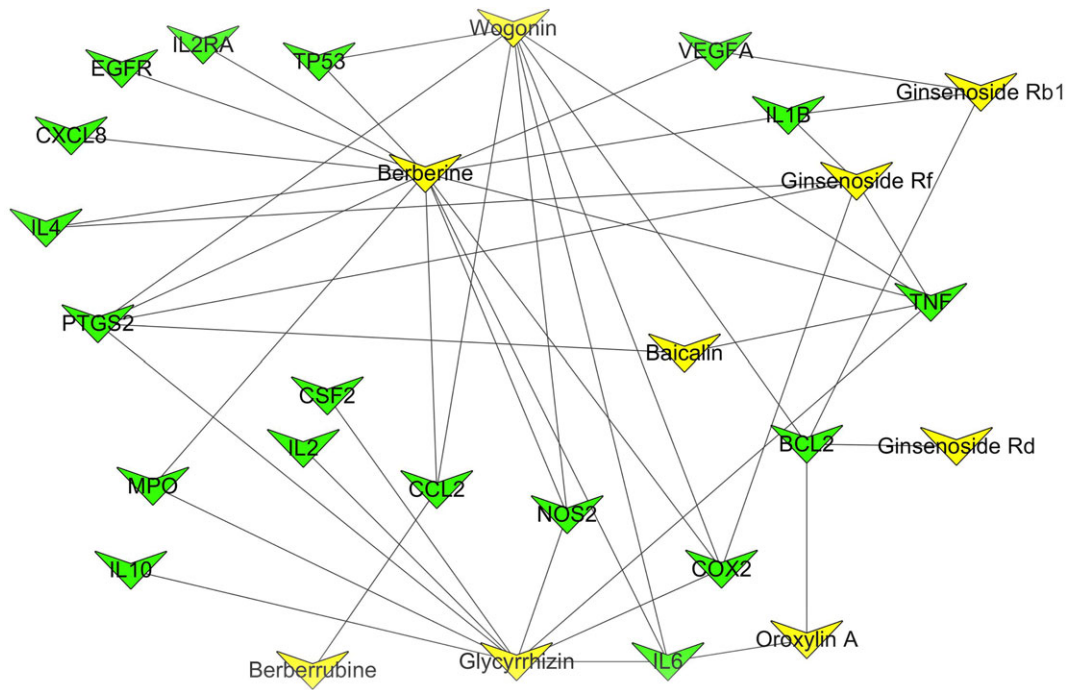 Wogonin
IL2RA
VEGFA
TP53
EGFR
Ginsenoside Rb1
IL1B
CXCL8
Berberine
Ginsenoside Rf
IL4
TNF
PTGS2
Baicalin
CSF2
BCL2
Ginsenoside Rd
IL2
MPO
CCL2
NOS2
IL10
COX2
Oroxylin A
Berberrubine
Glycyrrhizin
IL6